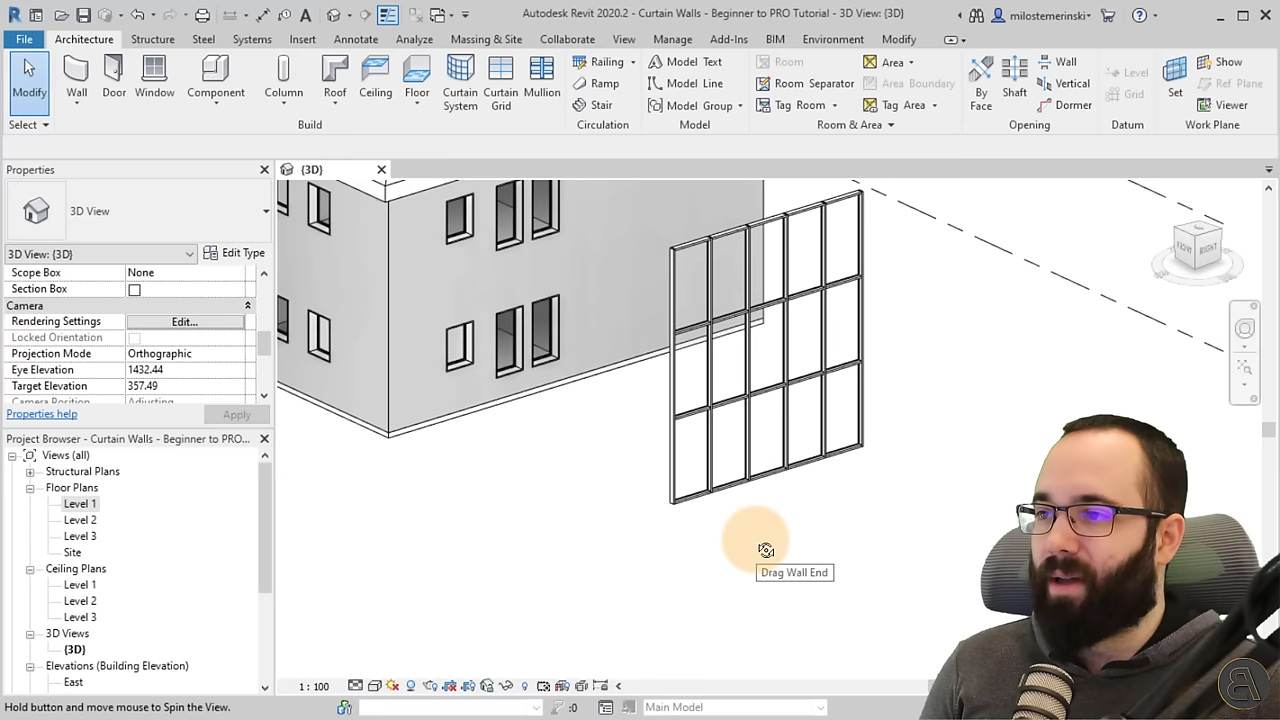 Autodesk Revit 2020.2 - Curtain Walls - Beginner to PRO Tutorial - 3D View: {3D}
milostemerinski
File Architecture Structure Steel Systems Insert Annotate Analyze Massing & Site Collaborate View Manage Add-Ins BIM Environment Modify
Modify Wall Door Window Component Column Roof Ceiling Floor Curtain System Curtain Grid Mullion
Railing Model Text Room Area Wall Level Show
Ramp Model Line Room Separator Area Boundary By Face Shaft Vertical Grid Set Ref Plane
Stair Model Group Tag Room Tag Area Dormer Viewer
Select Build Circulation Model Room & Area Opening Datum Work Plane
Properties
{3D}
3D View
3D View: {3D} Edit Type
Scope Box None
Section Box
Camera
Rendering Settings Edit...
Locked Orientation
Projection Mode Orthographic
Eye Elevation 1432.44
Target Elevation 357.49
Camera Position Adjusting
Properties help Apply
Project Browser - Curtain Walls - Beginner to PRO...
Views (all)
Structural Plans
Floor Plans
Level 1
Level 2
Level 3
Site
Ceiling Plans
Level 1
Level 2
Level 3
3D Views
{3D}
Elevations (Building Elevation)
East
FRONT RIGHT
Drag Wall End
1 : 100
Hold button and move mouse to Spin the View.
:0
Main Model